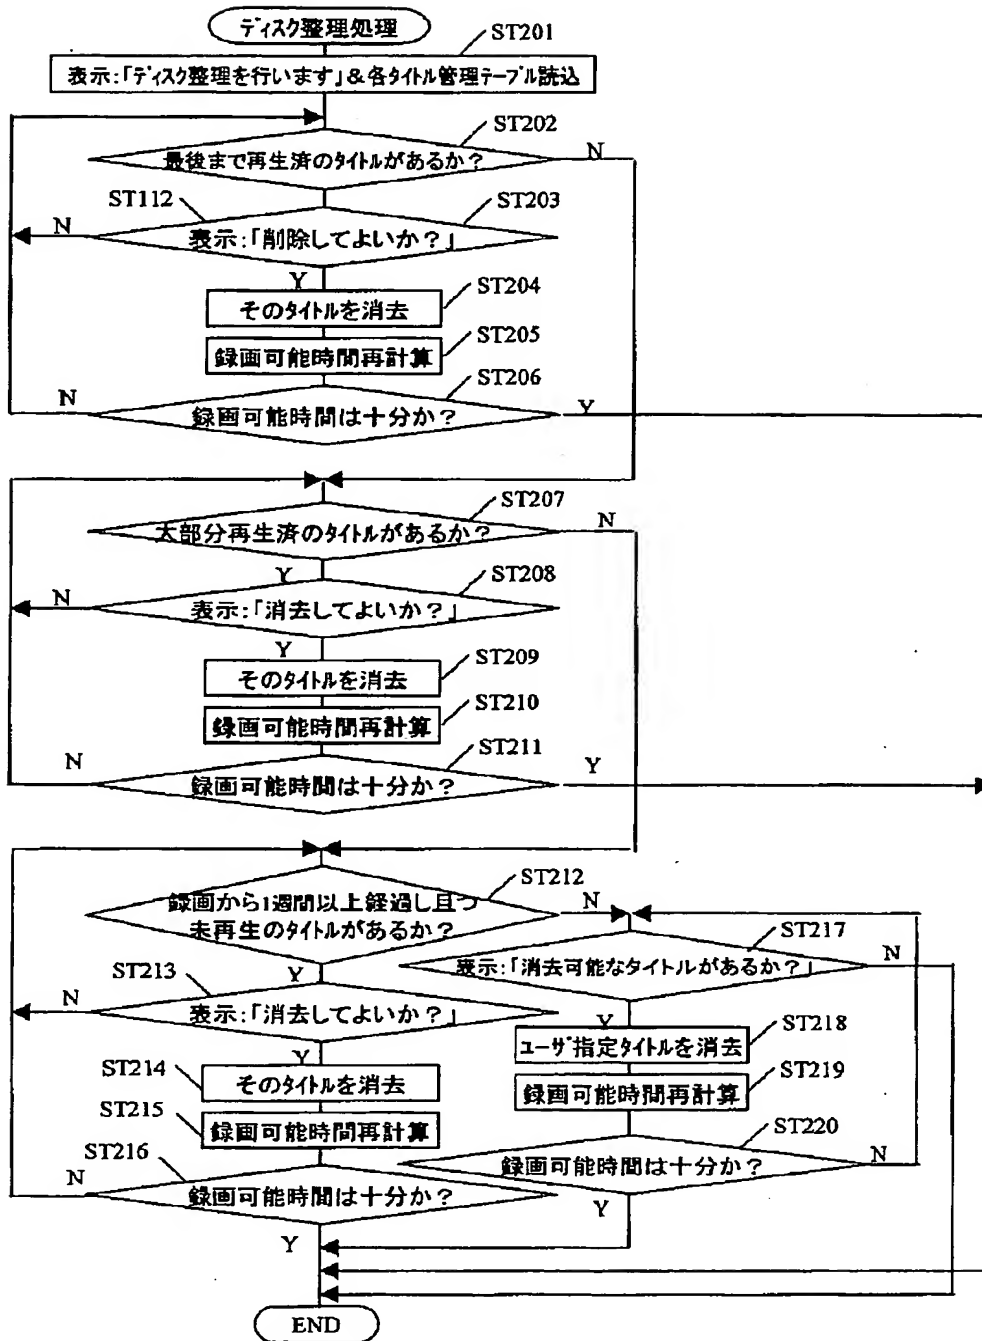 ディスク整理処理
ST201
表示:「ディスク整理を行います」&各タイトル管理テーブル読込
ST202
最後まで再生済のタイトルがあるか?
N
ST112
ST203
N
表示:「削除してよいか?」
Y
ST204
そのタイトルを消去
ST205
録画可能時間再計算
ST206
N
録画可能時間は十分か?
Y
ST207
大部分再生済のタイトルがあるか?
N
Y
ST208
N
表示:「消去してよいか?」
Y
ST209
そのタイトルを消去
ST210
録画可能時間再計算
ST211
N
録画可能時間は十分か?
Y
ST212
録画から1週間以上経過し且つ
未再生のタイトルがあるか?
N
ST217
表示:「消去可能なタイトルがあるか?」
N
ST213
Y
N
表示:「消去してよいか?」
Y
ST218
ユーザ指定タイトルを消去
Y
ST214
そのタイトルを消去
ST219
録画可能時間再計算
ST215
録画可能時間再計算
ST220
録画可能時間は十分か?
N
ST216
N
録画可能時間は十分か?
Y
Y
END